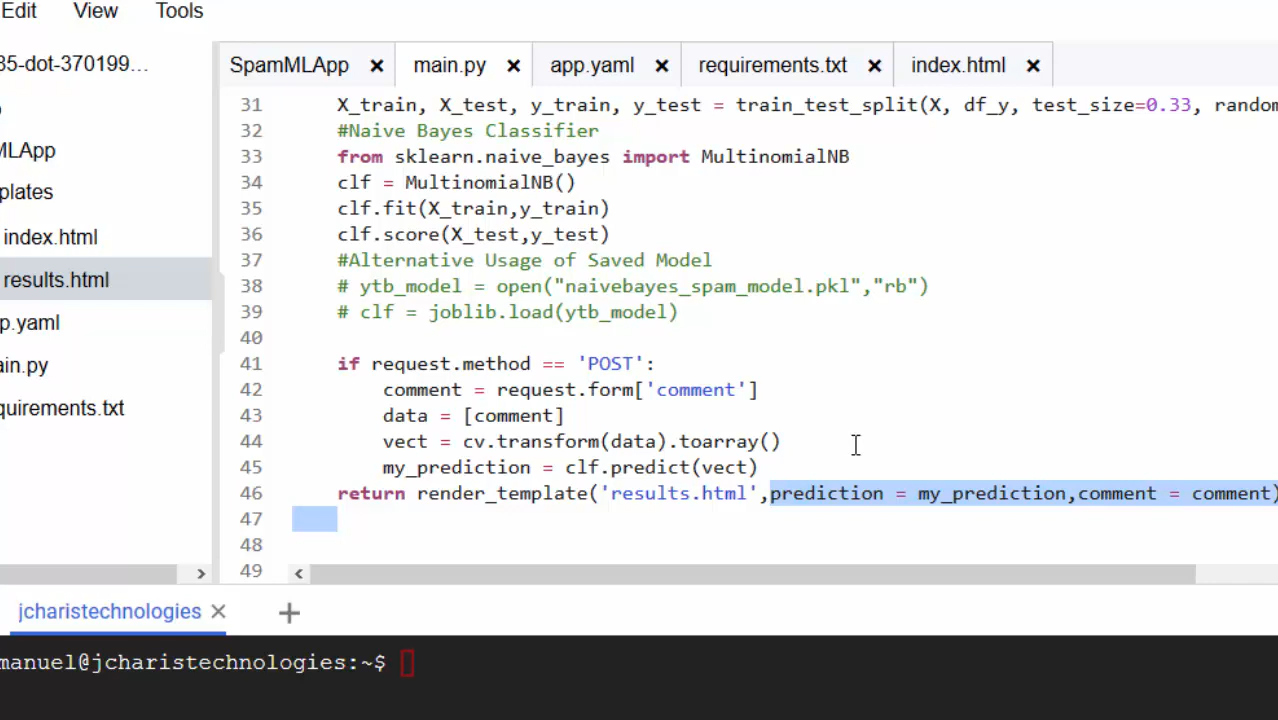 Edit View Tools
35-dot-370199...
MLApp
plates
index.html
results.html
p.yaml
ain.py
quirements.txt
SpamMLApp × main.py × app.yaml × requirements.txt × index.html ×
31 X_train, X_test, y_train, y_test = train_test_split(X, df_y, test_size=0.33, random
32 #Naive Bayes Classifier
33 from sklearn.naive_bayes import MultinomialNB
34 clf = MultinomialNB()
35 clf.fit(X_train,y_train)
36 clf.score(X_test,y_test)
37 #Alternative Usage of Saved Model
38 # ytb_model = open("naivebayes_spam_model.pkl","rb")
39 # clf = joblib.load(ytb_model)
40
41 if request.method == 'POST':
42 comment = request.form['comment']
43 data = [comment]
44 vect = cv.transform(data).toarray()
45 my_prediction = clf.predict(vect)
46 return render_template('results.html',prediction = my_prediction,comment = comment)
47
48
49
jcharistechnologies × +
manuel@jcharistechnologies:~$